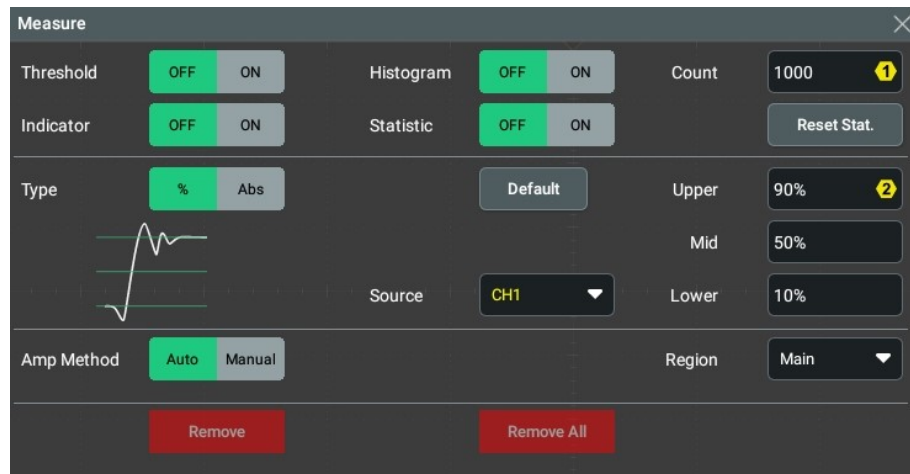 Measure
Threshold OFF ON Histogram OFF ON Count 1000 1
Indicator OFF ON Statistic OFF ON Reset Stat.
Type % Abs Default Upper 90% 2
Mid 50%
Source CH1 Lower 10%
Amp Method Auto Manual Region Main
Remove Remove All